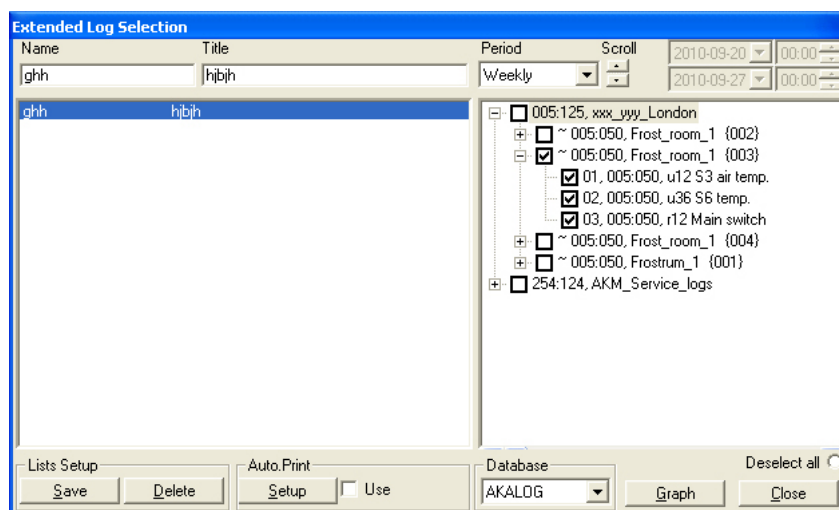 Extended Log Selection
Name Title Period Scroll
2010-09-20 00:00
ghh hjbjh Weekly
2010-09-27 00:00
ghh hjbjh
005:125, xxx_yyy_London
~ 005:050, Frost_room_1 {002}
~ 005:050, Frost_room_1 {003}
01, 005:050, u12 S3 air temp.
02, 005:050, u36 S6 temp.
03, 005:050, r12 Main switch
~ 005:050, Frost_room_1 {004}
~ 005:050, Frostrum_1 {001}
254:124, AKM_Service_logs
Lists Setup Auto.Print Database Deselect all
Save Delete Setup Use AKALOG Graph Close